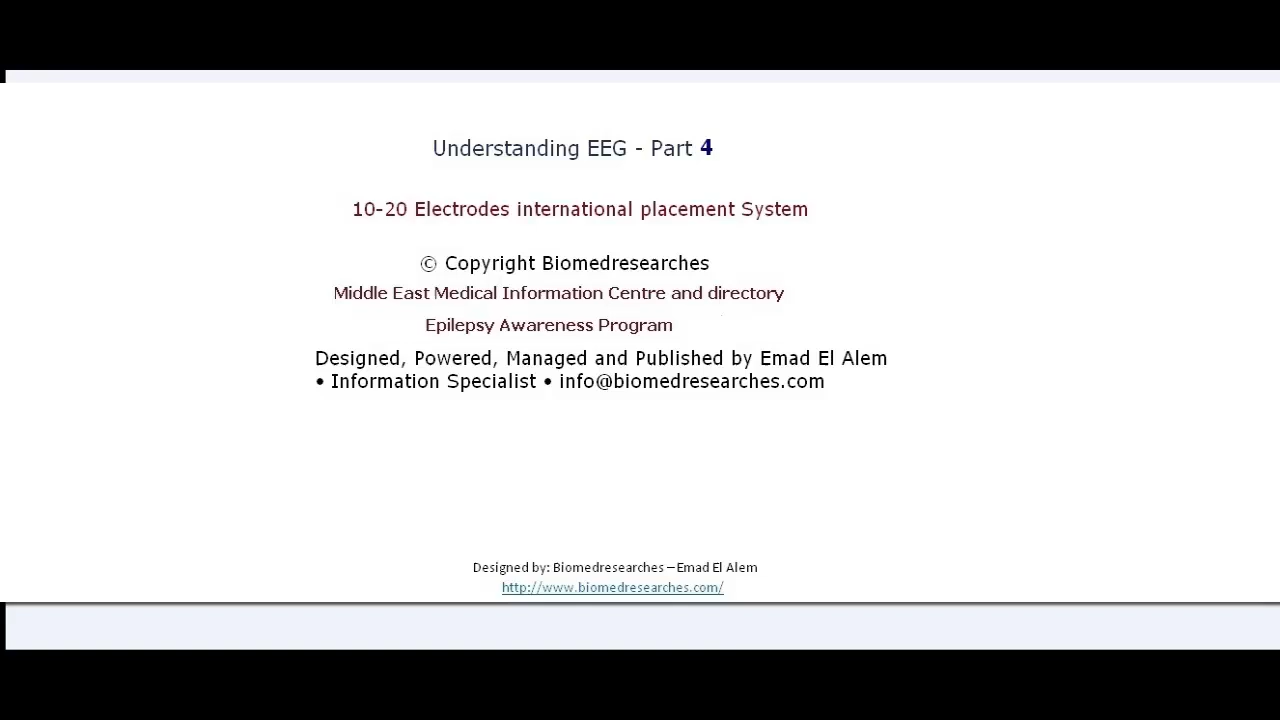 Understanding EEG - Part 4
10-20 Electrodes international placement System
© Copyright Biomedresearches
Middle East Medical Information Centre and directory
Epilepsy Awareness Program
Designed, Powered, Managed and Published by Emad El Alem
• Information Specialist • info@biomedresearches.com
Designed by: Biomedresearches – Emad El Alem
http://www.biomedresearches.com/